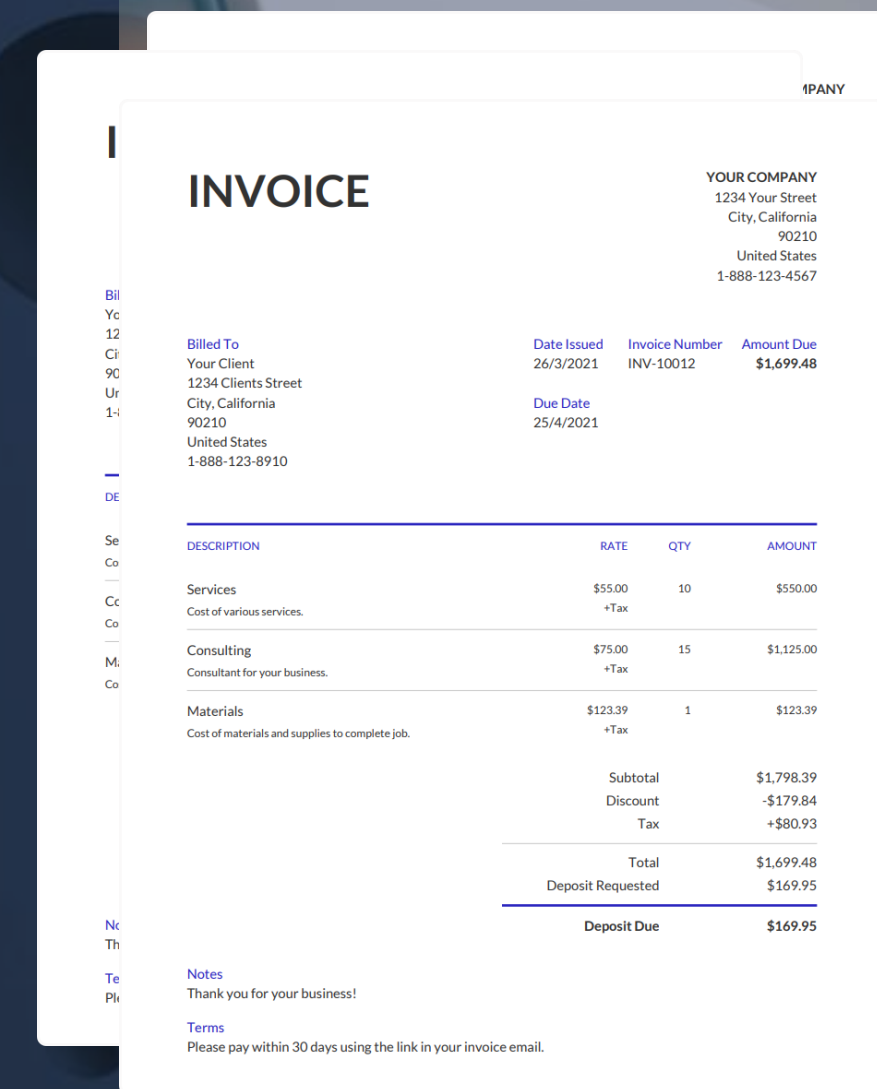 MPANY
INVOICE
YOUR COMPANY
1234 Your Street
City, California
90210
United States
1-888-123-4567
Billed To
Your Client
1234 Clients Street
City, California
90210
United States
1-888-123-8910
Date Issued
26/3/2021
Invoice Number
INV-10012
Amount Due
$1,699.48
Due Date
25/4/2021
DESCRIPTION RATE QTY AMOUNT
Services $55.00 10 $550.00
Cost of various services. +Tax
Consulting $75.00 15 $1,125.00
Consultant for your business. +Tax
Materials $123.39 1 $123.39
Cost of materials and supplies to complete job. +Tax
Subtotal $1,798.39
Discount -$179.84
Tax +$80.93
Total $1,699.48
Deposit Requested $169.95
Deposit Due $169.95
Notes
Thank you for your business!
Terms
Please pay within 30 days using the link in your invoice email.